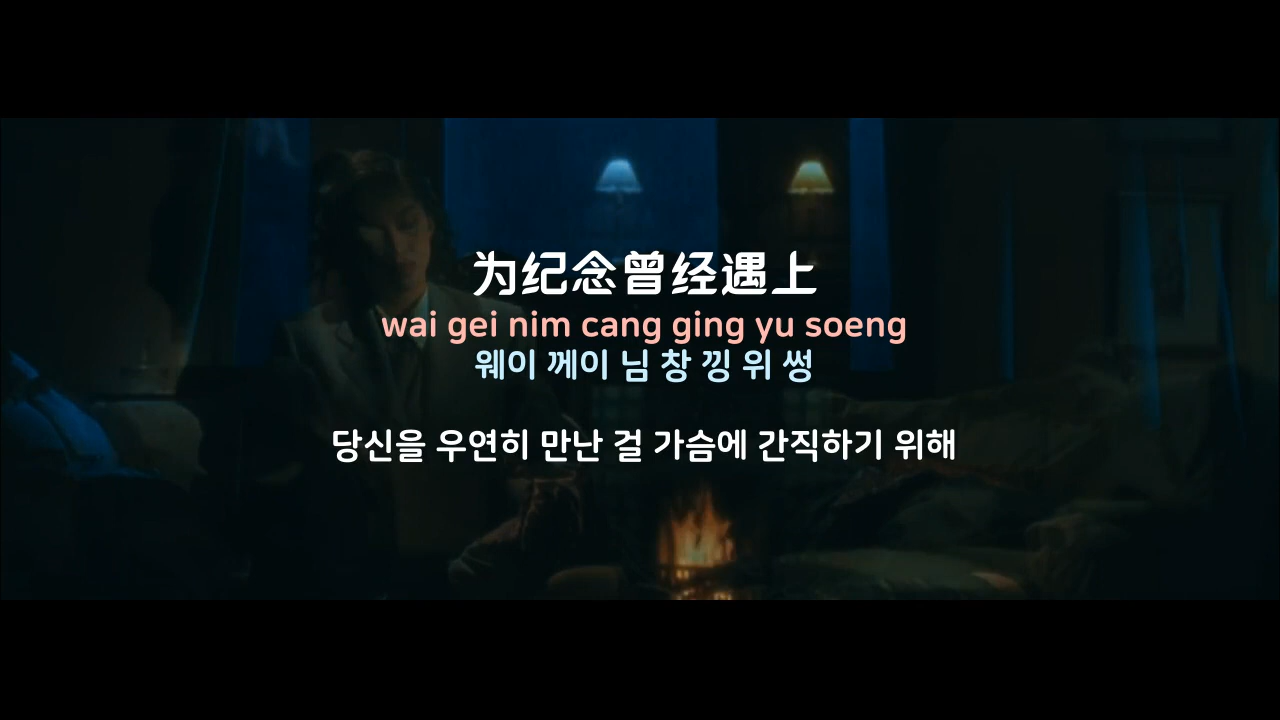 为纪念曾经遇上
wai gei nim cang ging yu soeng
웨이 께이 님 창 낑 위 썽
당신을 우연히 만난 걸 가슴에 간직하기 위해